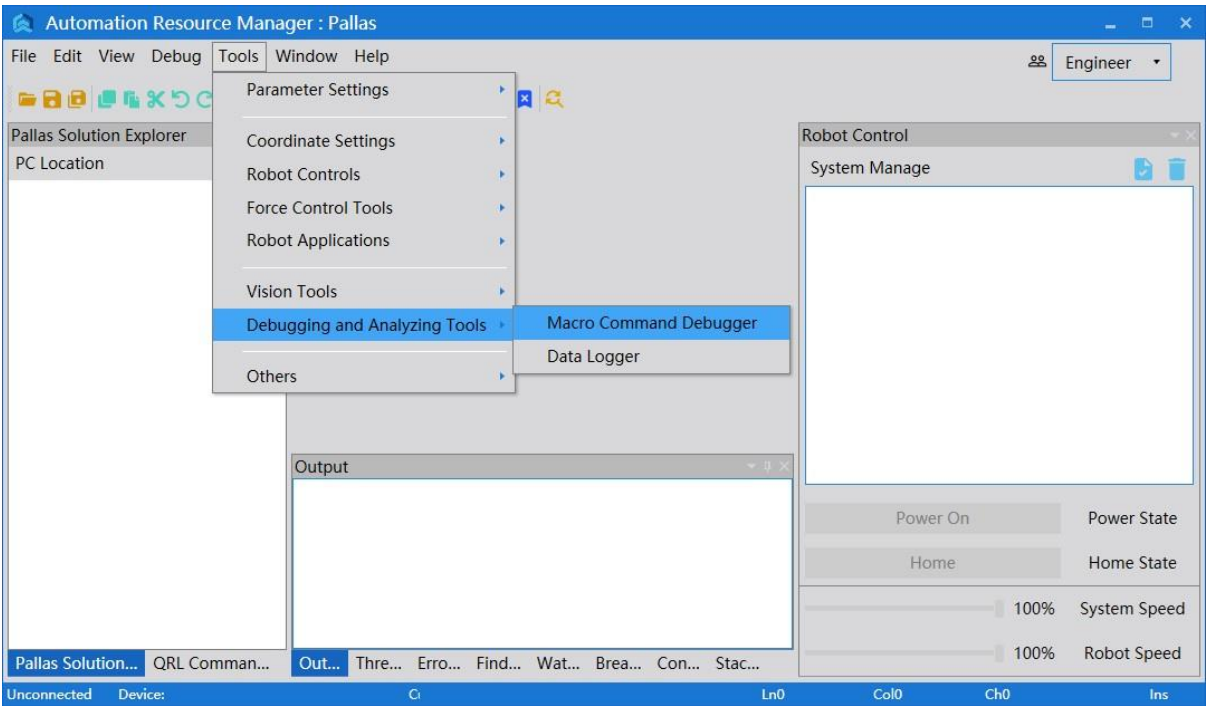 Automation Resource Manager : Pallas
File Edit View Debug Tools Window Help
Engineer
Parameter Settings
Coordinate Settings
Robot Controls
Force Control Tools
Robot Applications
Vision Tools
Debugging and Analyzing Tools
Others
Macro Command Debugger
Data Logger
Pallas Solution Explorer
PC Location
Output
Robot Control
System Manage
Power On Power State
Home Home State
100% System Speed
100% Robot Speed
Pallas Solution... QRL Comman...
Out... Thre... Erro... Find... Wat... Brea... Con... Stac...
Unconnected Device: Ln0 Col0 Ch0 Ins